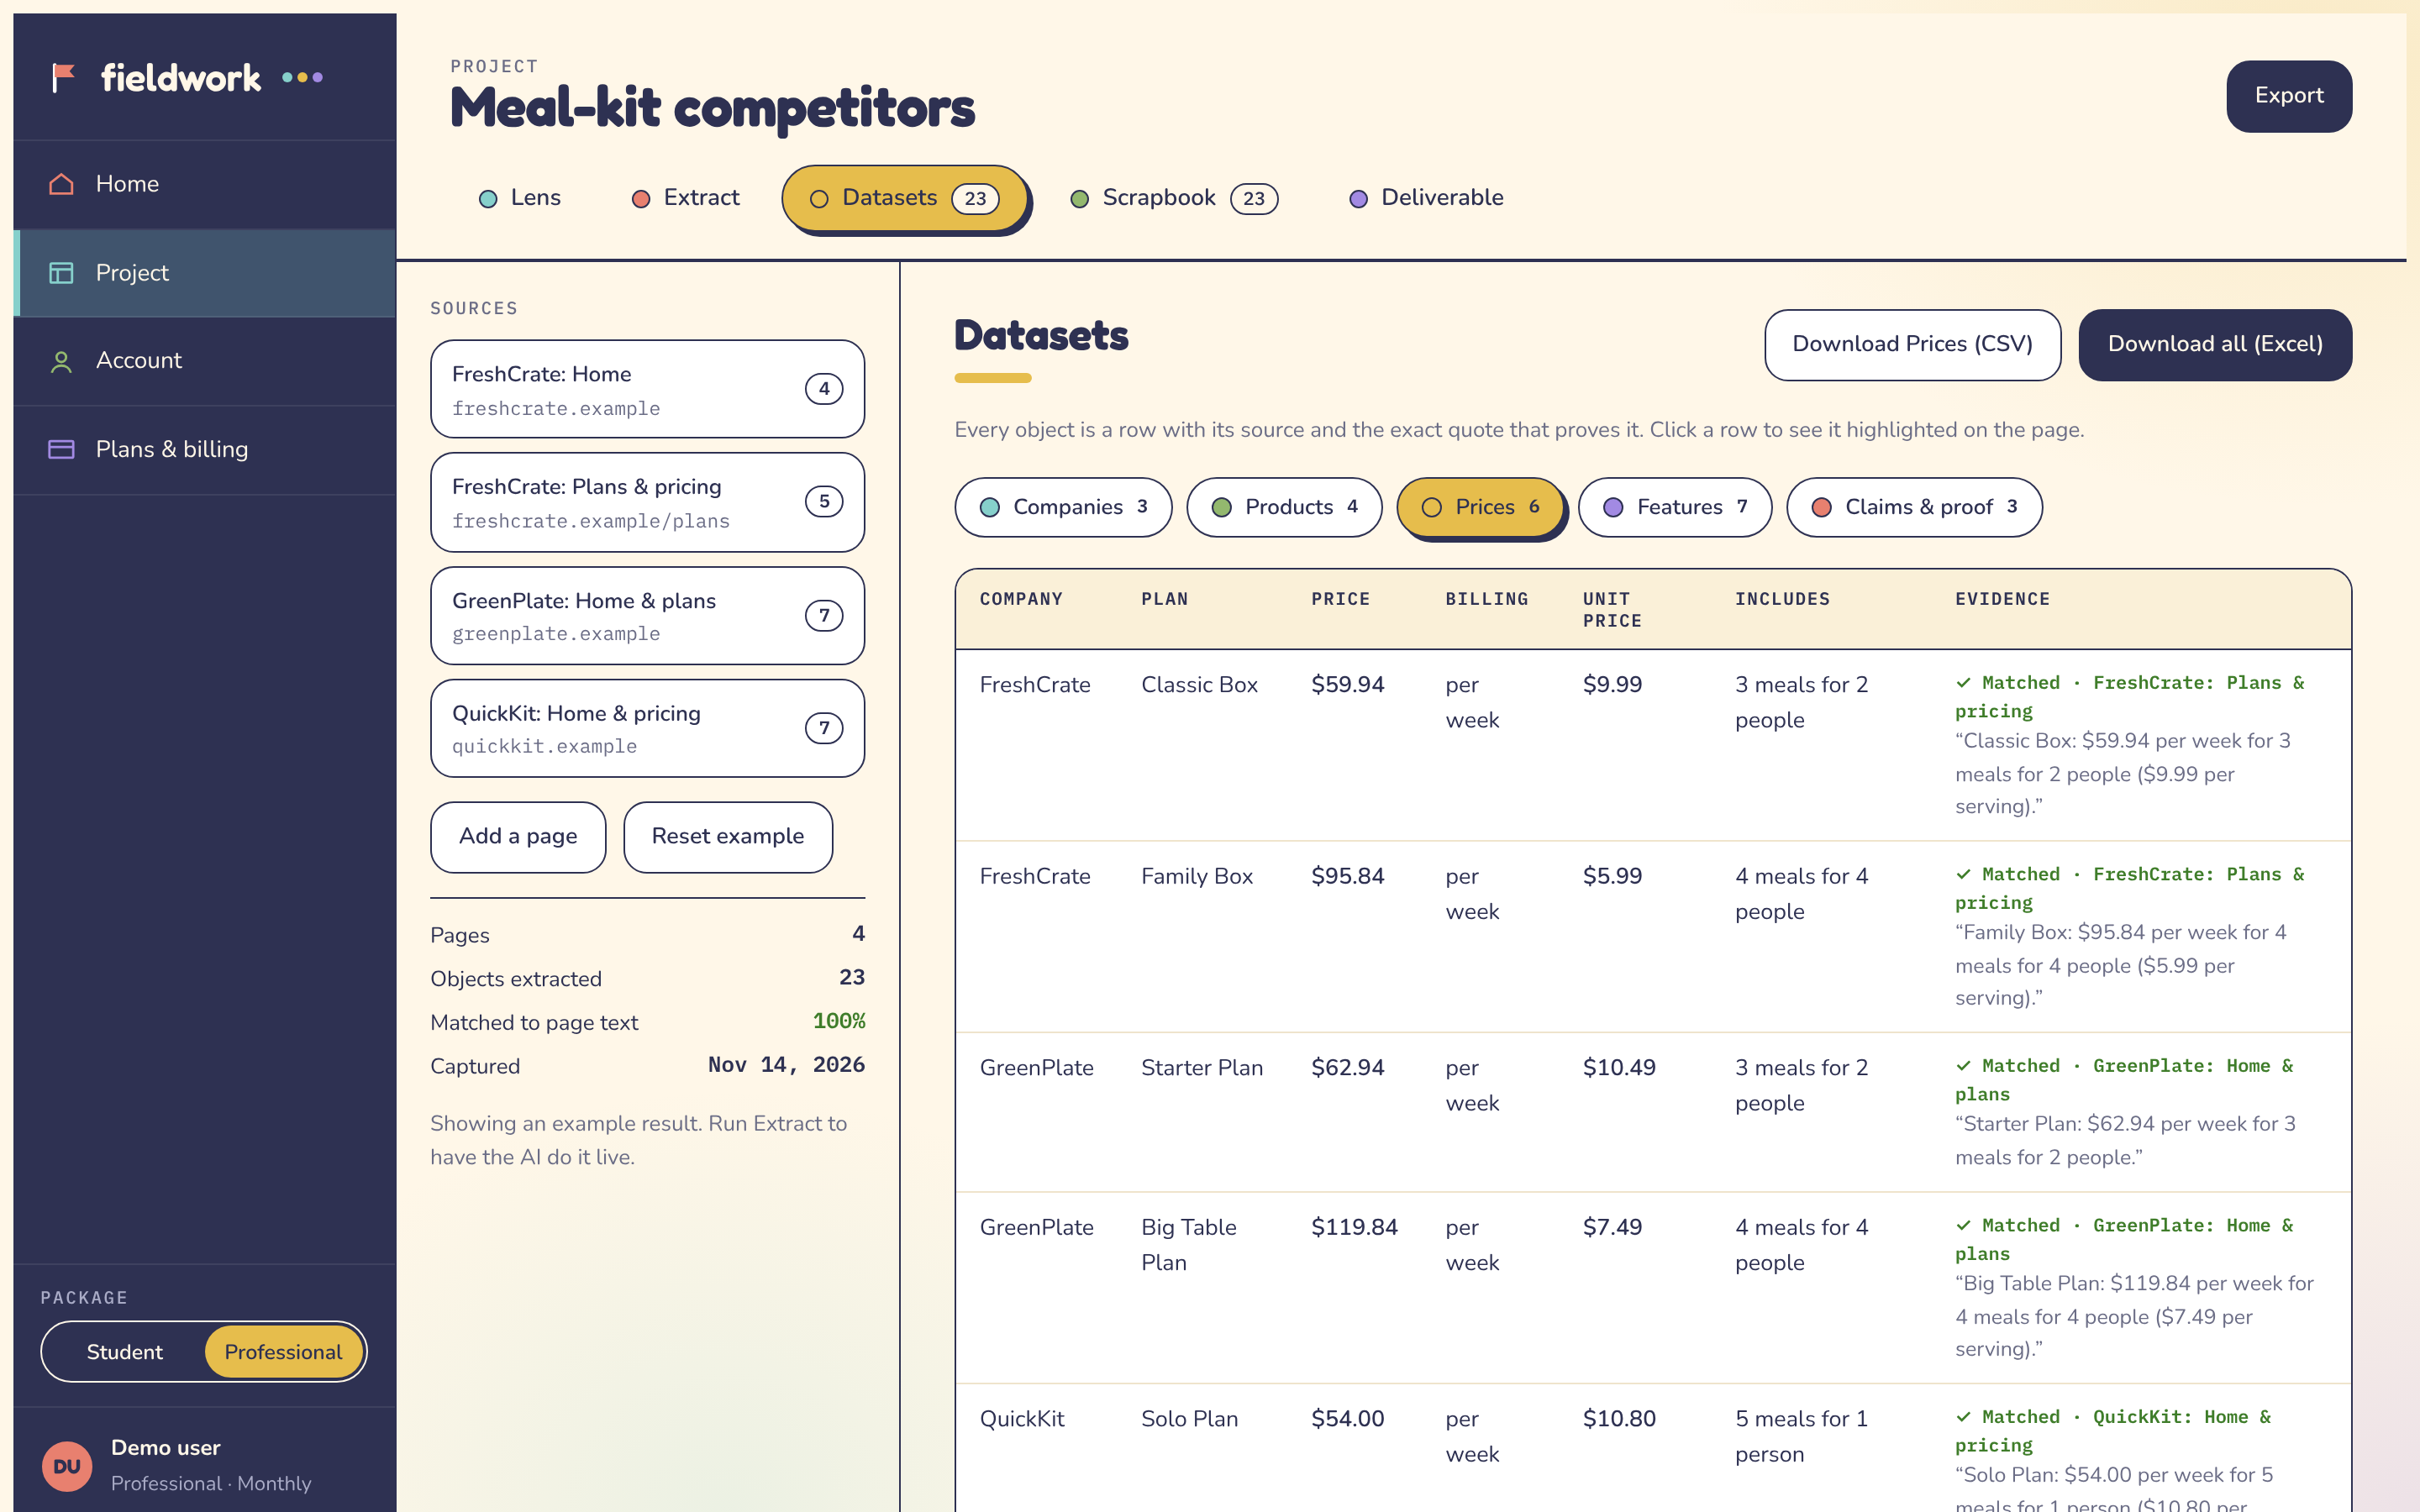 fieldwork
Home
Project
Account
Plans & billing
PACKAGE
Student
Professional
DU
Demo user
Professional · Monthly
PROJECT
Meal-kit competitors
Export
Lens
Extract
Datasets 23
Scrapbook 23
Deliverable
SOURCES
FreshCrate: Home
freshcrate.example
4
FreshCrate: Plans & pricing
freshcrate.example/plans
5
GreenPlate: Home & plans
greenplate.example
7
QuickKit: Home & pricing
quickkit.example
7
Add a page
Reset example
Pages 4
Objects extracted 23
Matched to page text 100%
Captured Nov 14, 2026
Showing an example result. Run Extract to
have the AI do it live.
Datasets
Download Prices (CSV)
Download all (Excel)
Every object is a row with its source and the exact quote that proves it. Click a row to see it highlighted on the page.
Companies 3
Products 4
Prices 6
Features 7
Claims & proof 3
COMPANY
PLAN
PRICE
BILLING
UNIT
PRICE
INCLUDES
EVIDENCE
FreshCrate
Classic Box
$59.94
per
week
$9.99
3 meals for 2
people
✓ Matched · FreshCrate: Plans &
pricing
“Classic Box: $59.94 per week for 3
meals for 2 people ($9.99 per
serving).”
FreshCrate
Family Box
$95.84
per
week
$5.99
4 meals for 4
people
✓ Matched · FreshCrate: Plans &
pricing
“Family Box: $95.84 per week for 4
meals for 4 people ($5.99 per
serving).”
GreenPlate
Starter Plan
$62.94
per
week
$10.49
3 meals for 2
people
✓ Matched · GreenPlate: Home &
plans
“Starter Plan: $62.94 per week for 3
meals for 2 people.”
GreenPlate
Big Table
Plan
$119.84
per
week
$7.49
4 meals for 4
people
✓ Matched · GreenPlate: Home &
plans
“Big Table Plan: $119.84 per week for
4 meals for 4 people ($7.49 per
serving).”
QuickKit
Solo Plan
$54.00
per
week
$10.80
5 meals for 1
person
✓ Matched · QuickKit: Home &
pricing
“Solo Plan: $54.00 per week for 5
meals for 1 person ($10.80 per